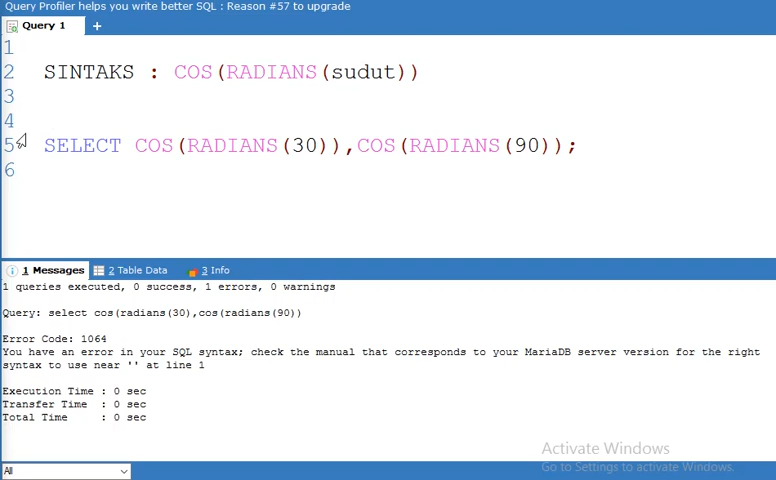 Query Profiler helps you write better SQL : Reason #57 to upgrade
Query 1 +
1
2 SINTAKS : COS(RADIANS(sudut))
3
4
5 SELECT COS(RADIANS(30)),COS(RADIANS(90));
6
1 Messages 2 Table Data 3 Info
1 queries executed, 0 success, 1 errors, 0 warnings
Query: select cos(radians(30),cos(radians(90))
Error Code: 1064
You have an error in your SQL syntax; check the manual that corresponds to your MariaDB server version for the right
syntax to use near '' at line 1
Execution Time : 0 sec
Transfer Time : 0 sec
Total Time : 0 sec
Activate Windows
Go to Settings to activate Windows.
All